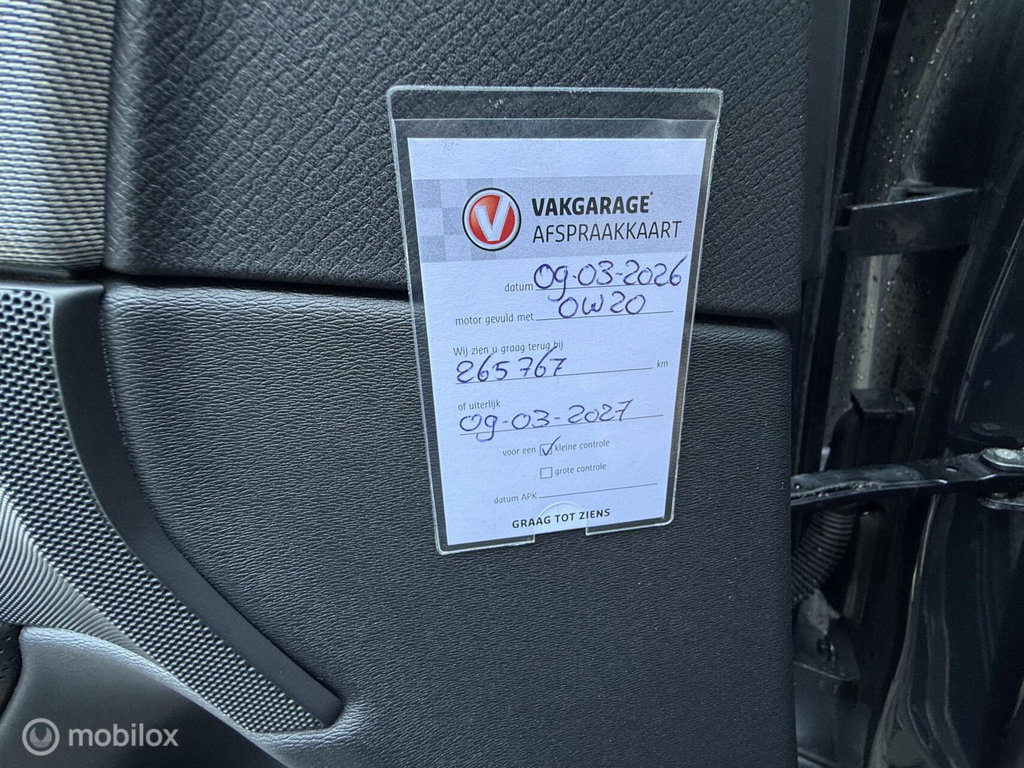 V VAKGARAGE
AFSPRAAKKAART
datum 09-03-2026
motor gevuld met 0W20
Wij zien u graag terug bij
265767 km
of uiterlijk
09-03-2027
voor een kleine controle
grote controle
datum APK
GRAAG TOT ZIENS
mobilox